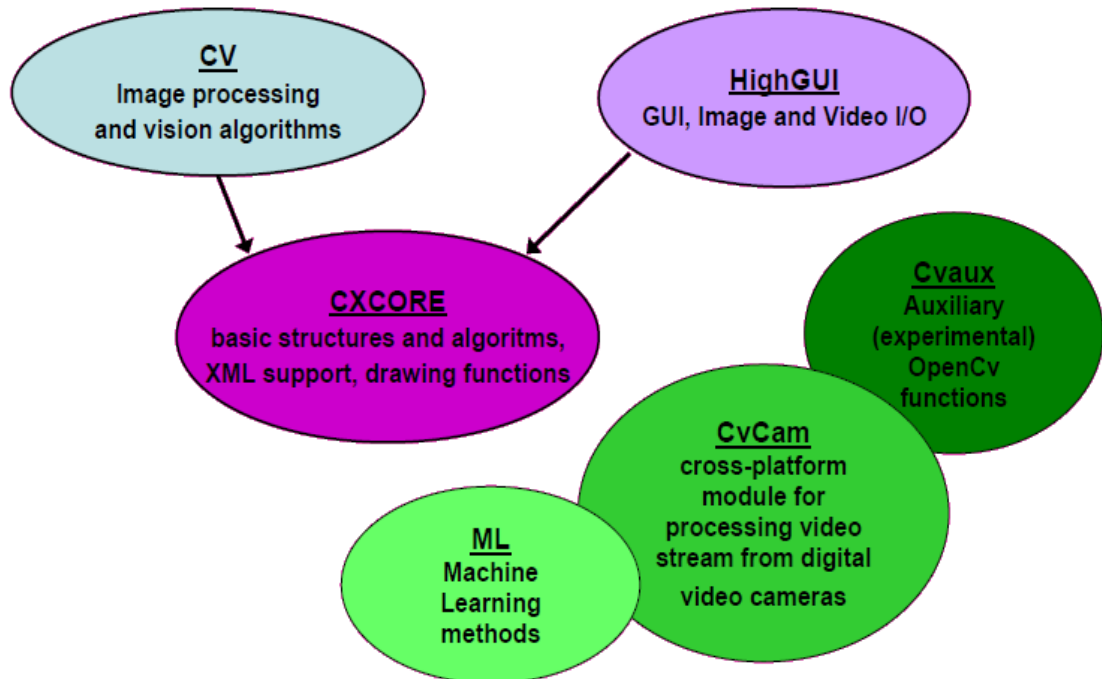 CV
Image processing
and vision algorithms
HighGUI
GUI, Image and Video I/O
CXCORE
basic structures and algoritms,
XML support, drawing functions
Cvaux
Auxiliary
(experimental)
OpenCv
functions
CvCam
cross-platform
module for
processing video
stream from digital
video cameras
ML
Machine
Learning
methods